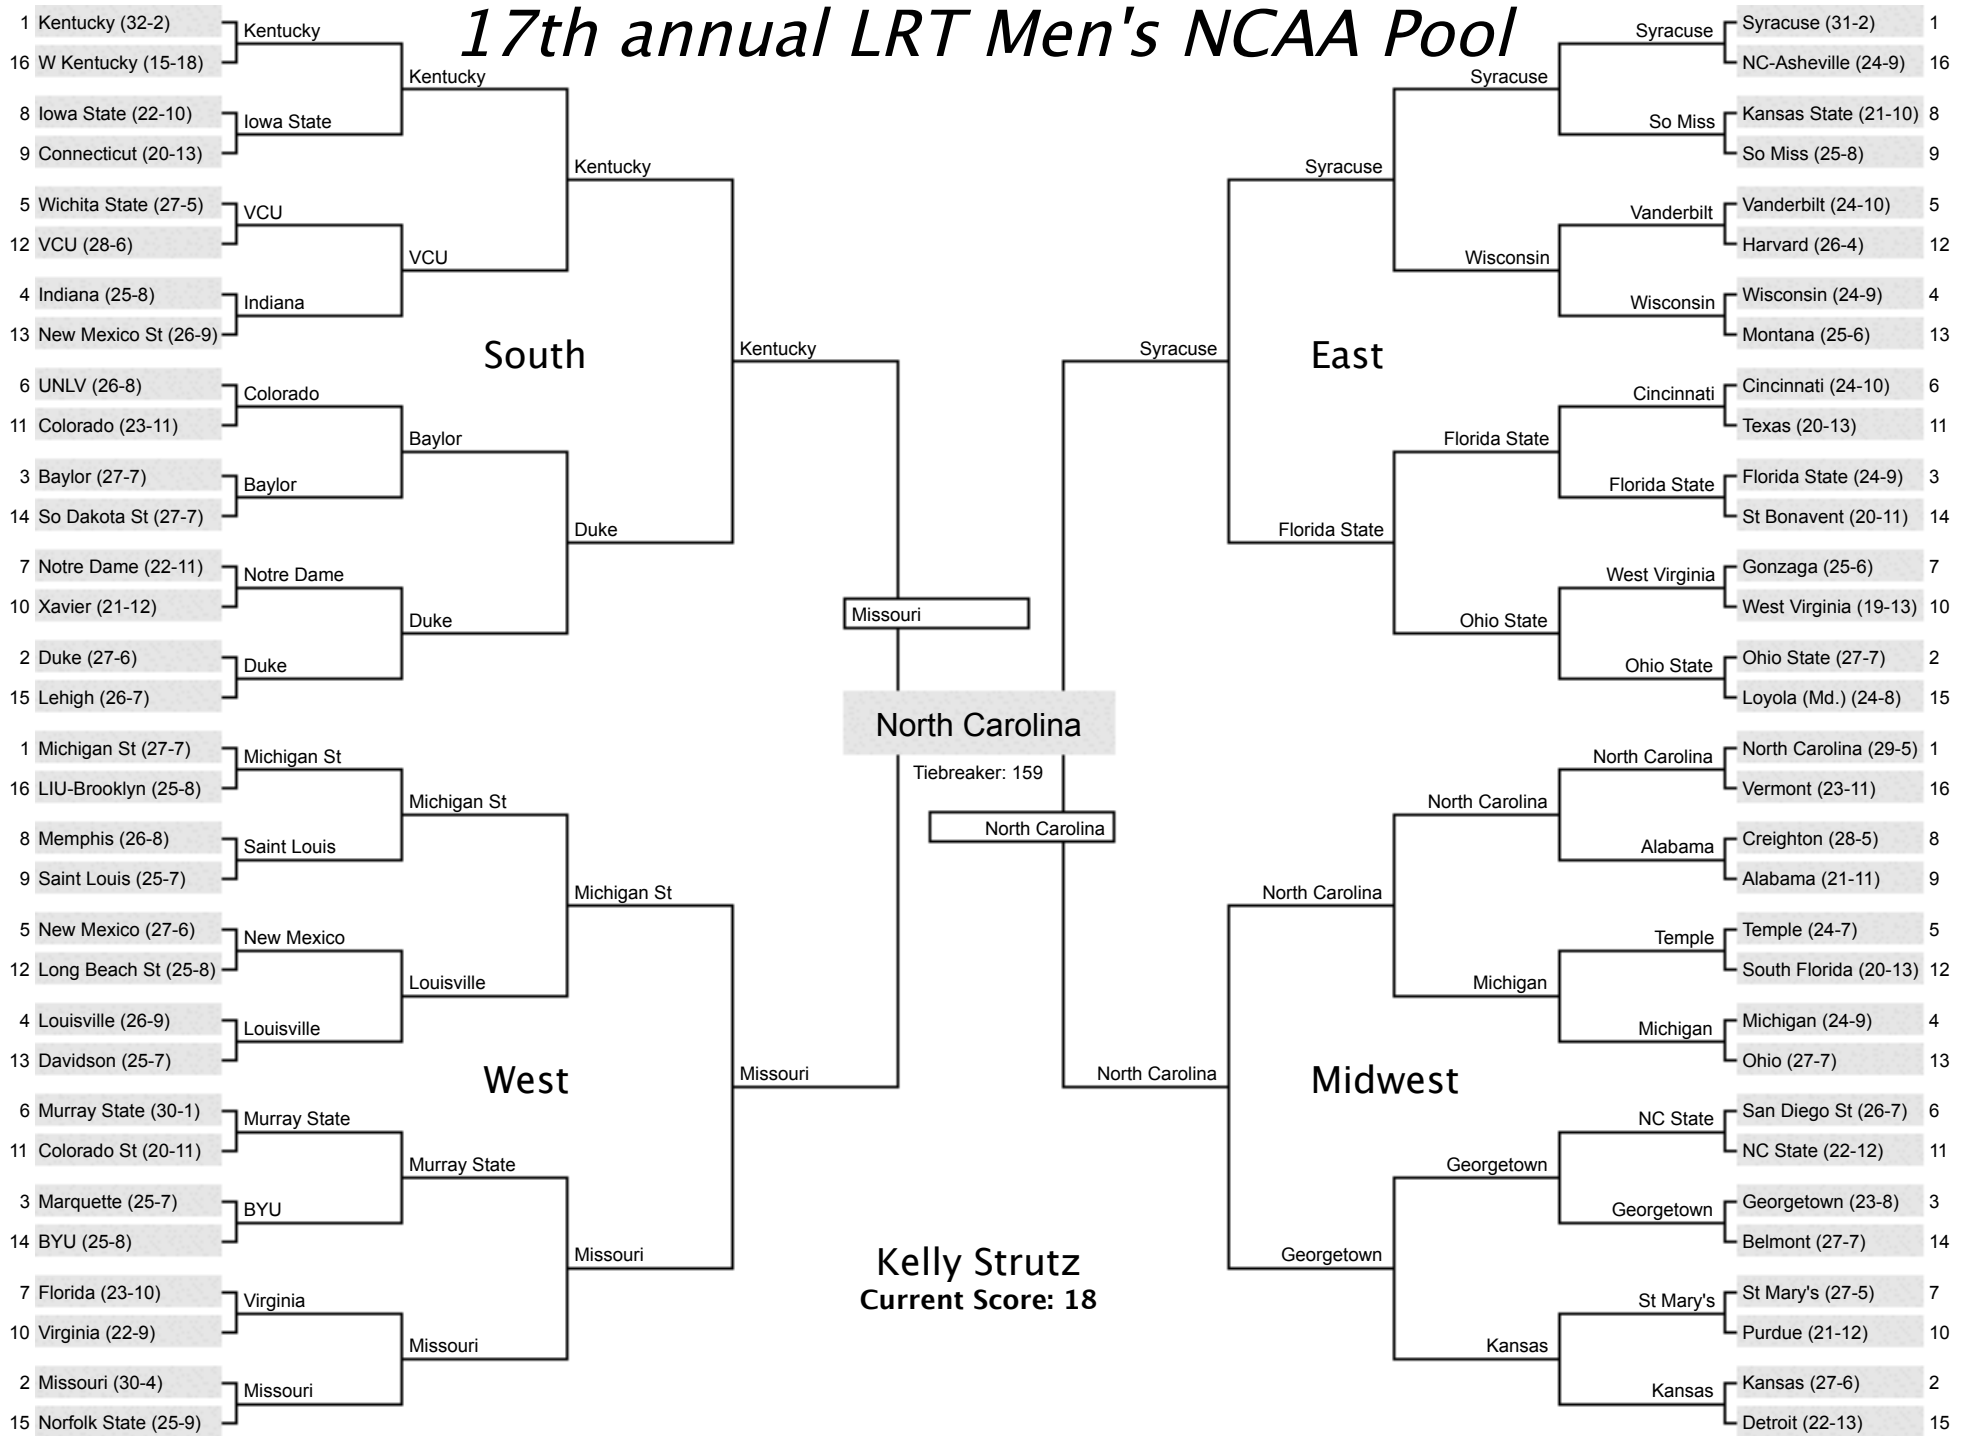 17th annual LRT Men's NCAA Pool
1 Kentucky (32-2)
16 W Kentucky (15-18)
8 Iowa State (22-10)
9 Connecticut (20-13)
5 Wichita State (27-5)
12 VCU (28-6)
4 Indiana (25-8)
13 New Mexico St (26-9)
6 UNLV (26-8)
11 Colorado (23-11)
3 Baylor (27-7)
14 So Dakota St (27-7)
7 Notre Dame (22-11)
10 Xavier (21-12)
2 Duke (27-6)
15 Lehigh (26-7)
Kentucky
Iowa State
VCU
Indiana
Colorado
Baylor
Notre Dame
Duke
Kentucky
VCU
Baylor
Duke
Kentucky
Duke
Kentucky
South
1 Michigan St (27-7)
16 LIU-Brooklyn (25-8)
8 Memphis (26-8)
9 Saint Louis (25-7)
5 New Mexico (27-6)
12 Long Beach St (25-8)
4 Louisville (26-9)
13 Davidson (25-7)
6 Murray State (30-1)
11 Colorado St (20-11)
3 Marquette (25-7)
14 BYU (25-8)
7 Florida (23-10)
10 Virginia (22-9)
2 Missouri (30-4)
15 Norfolk State (25-9)
Michigan St
Saint Louis
New Mexico
Louisville
Murray State
BYU
Virginia
Missouri
Michigan St
Louisville
Murray State
Missouri
Michigan St
Missouri
Missouri
West
Missouri
North Carolina
Tiebreaker: 159
North Carolina
Kelly Strutz
Current Score: 18
Syracuse (31-2) 1
NC-Asheville (24-9) 16
Kansas State (21-10) 8
So Miss (25-8) 9
Vanderbilt (24-10) 5
Harvard (26-4) 12
Wisconsin (24-9) 4
Montana (25-6) 13
Cincinnati (24-10) 6
Texas (20-13) 11
Florida State (24-9) 3
St Bonavent (20-11) 14
Gonzaga (25-6) 7
West Virginia (19-13) 10
Ohio State (27-7) 2
Loyola (Md.) (24-8) 15
Syracuse
So Miss
Vanderbilt
Wisconsin
Cincinnati
Florida State
West Virginia
Ohio State
Syracuse
Wisconsin
Florida State
Ohio State
Syracuse
Florida State
Syracuse
East
North Carolina (29-5) 1
Vermont (23-11) 16
Creighton (28-5) 8
Alabama (21-11) 9
Temple (24-7) 5
South Florida (20-13) 12
Michigan (24-9) 4
Ohio (27-7) 13
San Diego St (26-7) 6
NC State (22-12) 11
Georgetown (23-8) 3
Belmont (27-7) 14
St Mary's (27-5) 7
Purdue (21-12) 10
Kansas (27-6) 2
Detroit (22-13) 15
North Carolina
Alabama
Temple
Michigan
NC State
Georgetown
St Mary's
Kansas
North Carolina
Michigan
Georgetown
Kansas
North Carolina
Georgetown
North Carolina
Midwest